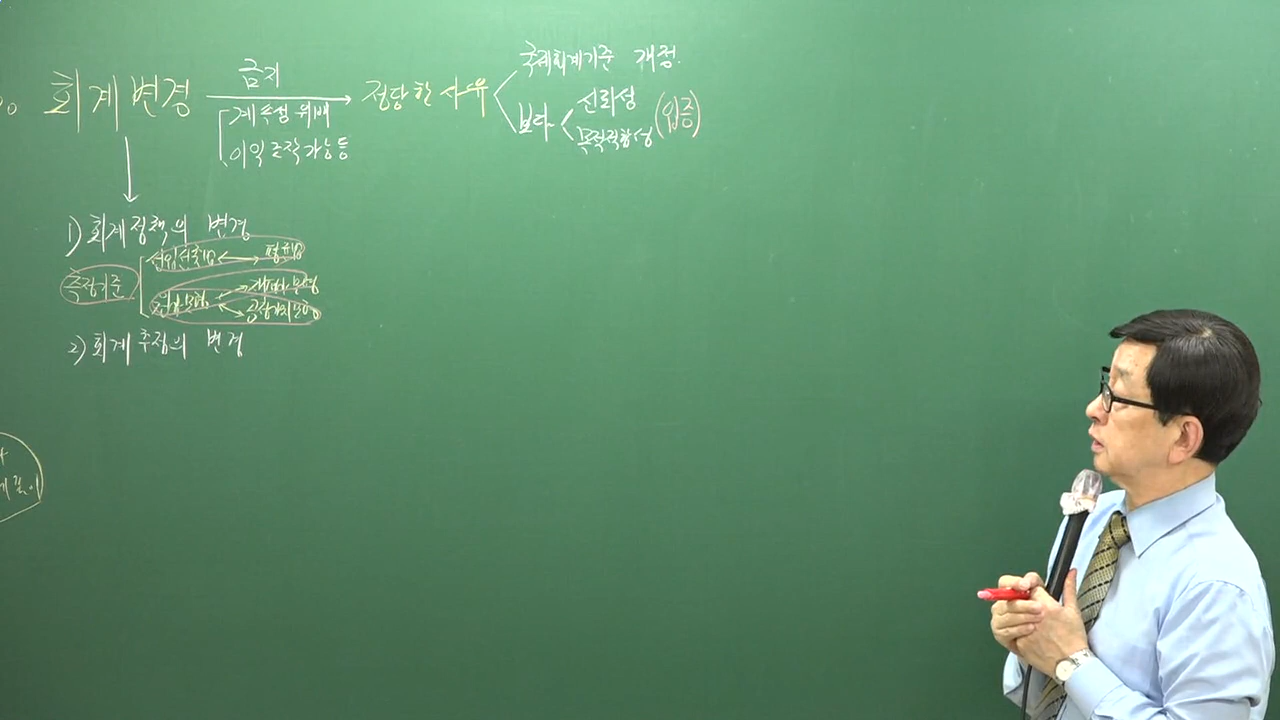 회계변경
금지
계속성 위배
이익조작가능등
정당한사유
국제회계기준 개정.
보다
신뢰성
목적적합성
(입증)
1) 회계정책의 변경
측정기준
선입선출법
평균법
원가모형
재평가모형
공정가치모형
2) 회계추정의 변경